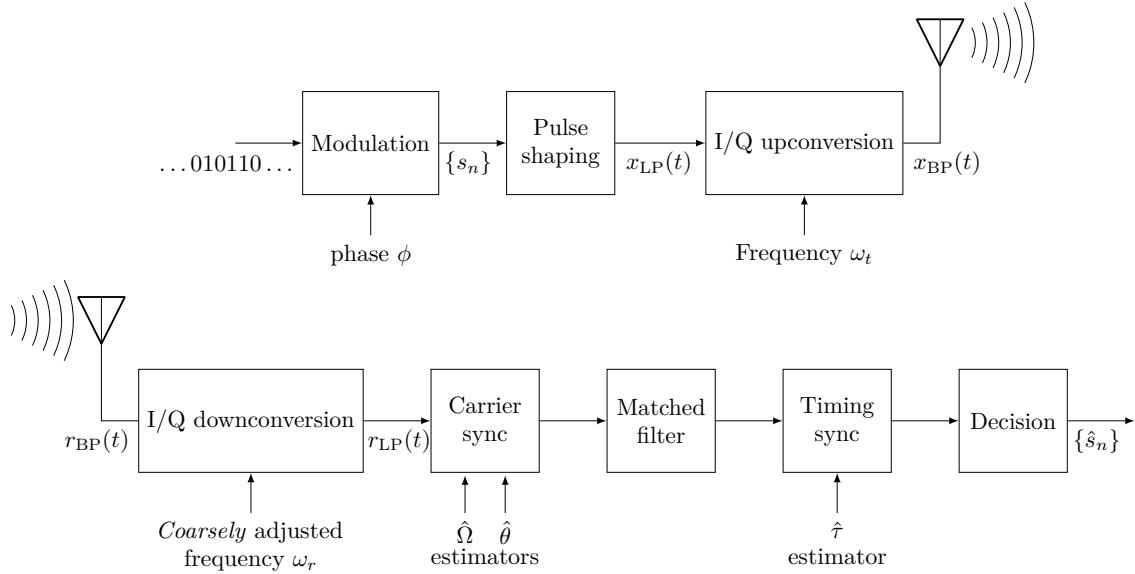 Modulation
Pulse
shaping
I/Q upconversion
…010110…
{s_n}
x_LP(t)
x_BP(t)
phase ϕ
Frequency ω_t
I/Q downconversion
Carrier
sync
Matched
filter
Timing
sync
Decision
r_BP(t)
r_LP(t)
{ŝ_n}
Coarsely adjusted
frequency ω_r
Ω̂ θ̂
estimators
τ̂
estimator